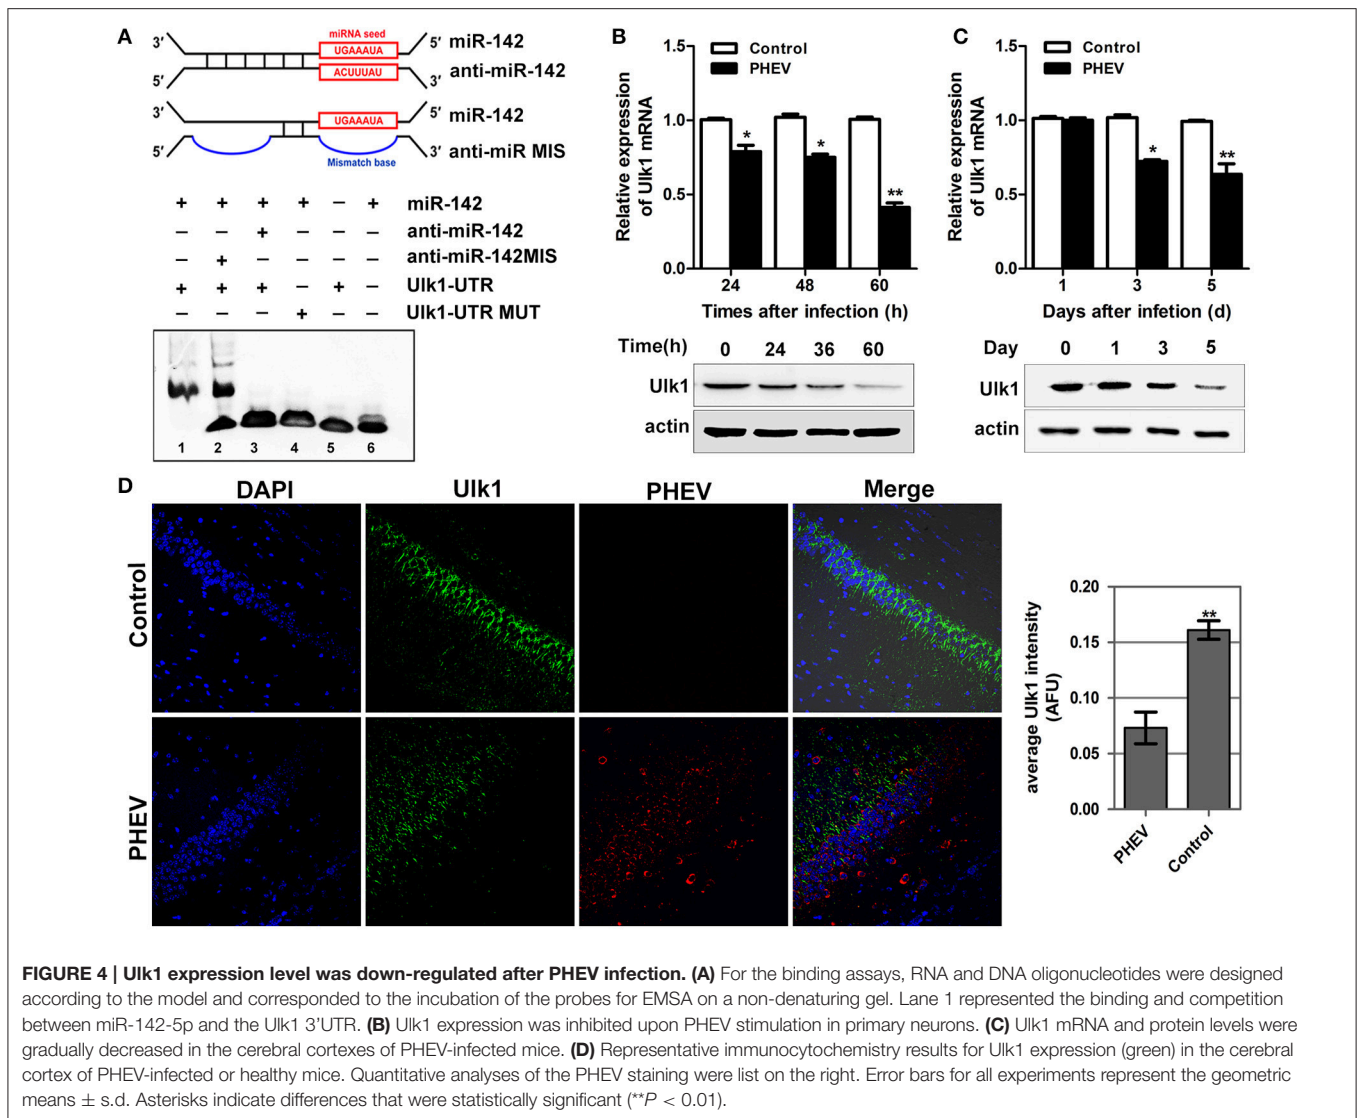 A
miRNA seed
3′ UGAAAUA 5′ miR-142
5′ ACUUUAU 3′ anti-miR-142
3′ UGAAAUA 5′ miR-142
5′ Mismatch base 3′ anti-miR MIS
+ + + + − + miR-142
− − + − − − anti-miR-142
− + − − − − anti-miR-142MIS
+ + + − + − Ulk1-UTR
− − − + − − Ulk1-UTR MUT
1 2 3 4 5 6
B
Relative expression
of Ulk1 mRNA
1.5
1.0
0.5
0.0
Control
PHEV
* * **
24 48 60
Times after infection (h)
Time(h) 0 24 36 60
Ulk1
actin
C
Relative expression
of Ulk1 mRNA
1.5
1.0
0.5
0.0
Control
PHEV
* **
1 3 5
Days after infetion (d)
Day 0 1 3 5
Ulk1
actin
D
DAPI Ulk1 PHEV Merge
Control
PHEV
average Ulk1 intensity
(AFU)
0.20
0.15
0.10
0.05
0.00
**
PHEV Control
FIGURE 4 | Ulk1 expression level was down-regulated after PHEV infection. (A) For the binding assays, RNA and DNA oligonucleotides were designed
according to the model and corresponded to the incubation of the probes for EMSA on a non-denaturing gel. Lane 1 represented the binding and competition
between miR-142-5p and the Ulk1 3'UTR. (B) Ulk1 expression was inhibited upon PHEV stimulation in primary neurons. (C) Ulk1 mRNA and protein levels were
gradually decreased in the cerebral cortexes of PHEV-infected mice. (D) Representative immunocytochemistry results for Ulk1 expression (green) in the cerebral
cortex of PHEV-infected or healthy mice. Quantitative analyses of the PHEV staining were list on the right. Error bars for all experiments represent the geometric
means ± s.d. Asterisks indicate differences that were statistically significant (**P < 0.01).